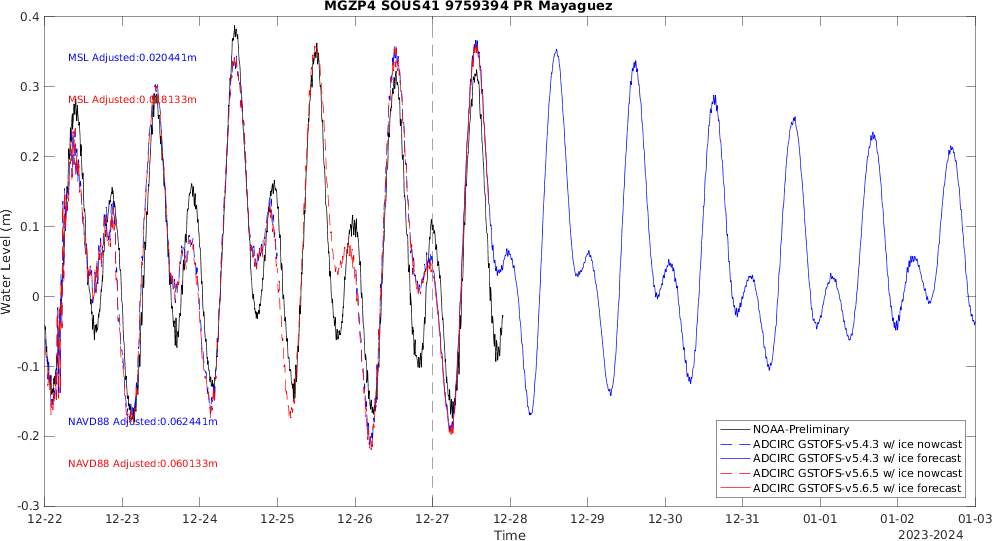 MGZP4 SOUS41 9759394 PR Mayaguez
Water Level (m)
0.4
0.3
0.2
0.1
0
-0.1
-0.2
-0.3
MSL Adjusted:0.020441m
MSL Adjusted:0.018133m
NAVD88 Adjusted:0.062441m
NAVD88 Adjusted:0.060133m
NOAA-Preliminary
ADCIRC GSTOFS-v5.4.3 w/ ice nowcast
ADCIRC GSTOFS-v5.4.3 w/ ice forecast
ADCIRC GSTOFS-v5.6.5 w/ ice nowcast
ADCIRC GSTOFS-v5.6.5 w/ ice forecast
12-22 12-23 12-24 12-25 12-26 12-27 12-28 12-29 12-30 12-31 01-01 01-02 01-03
Time
2023-2024